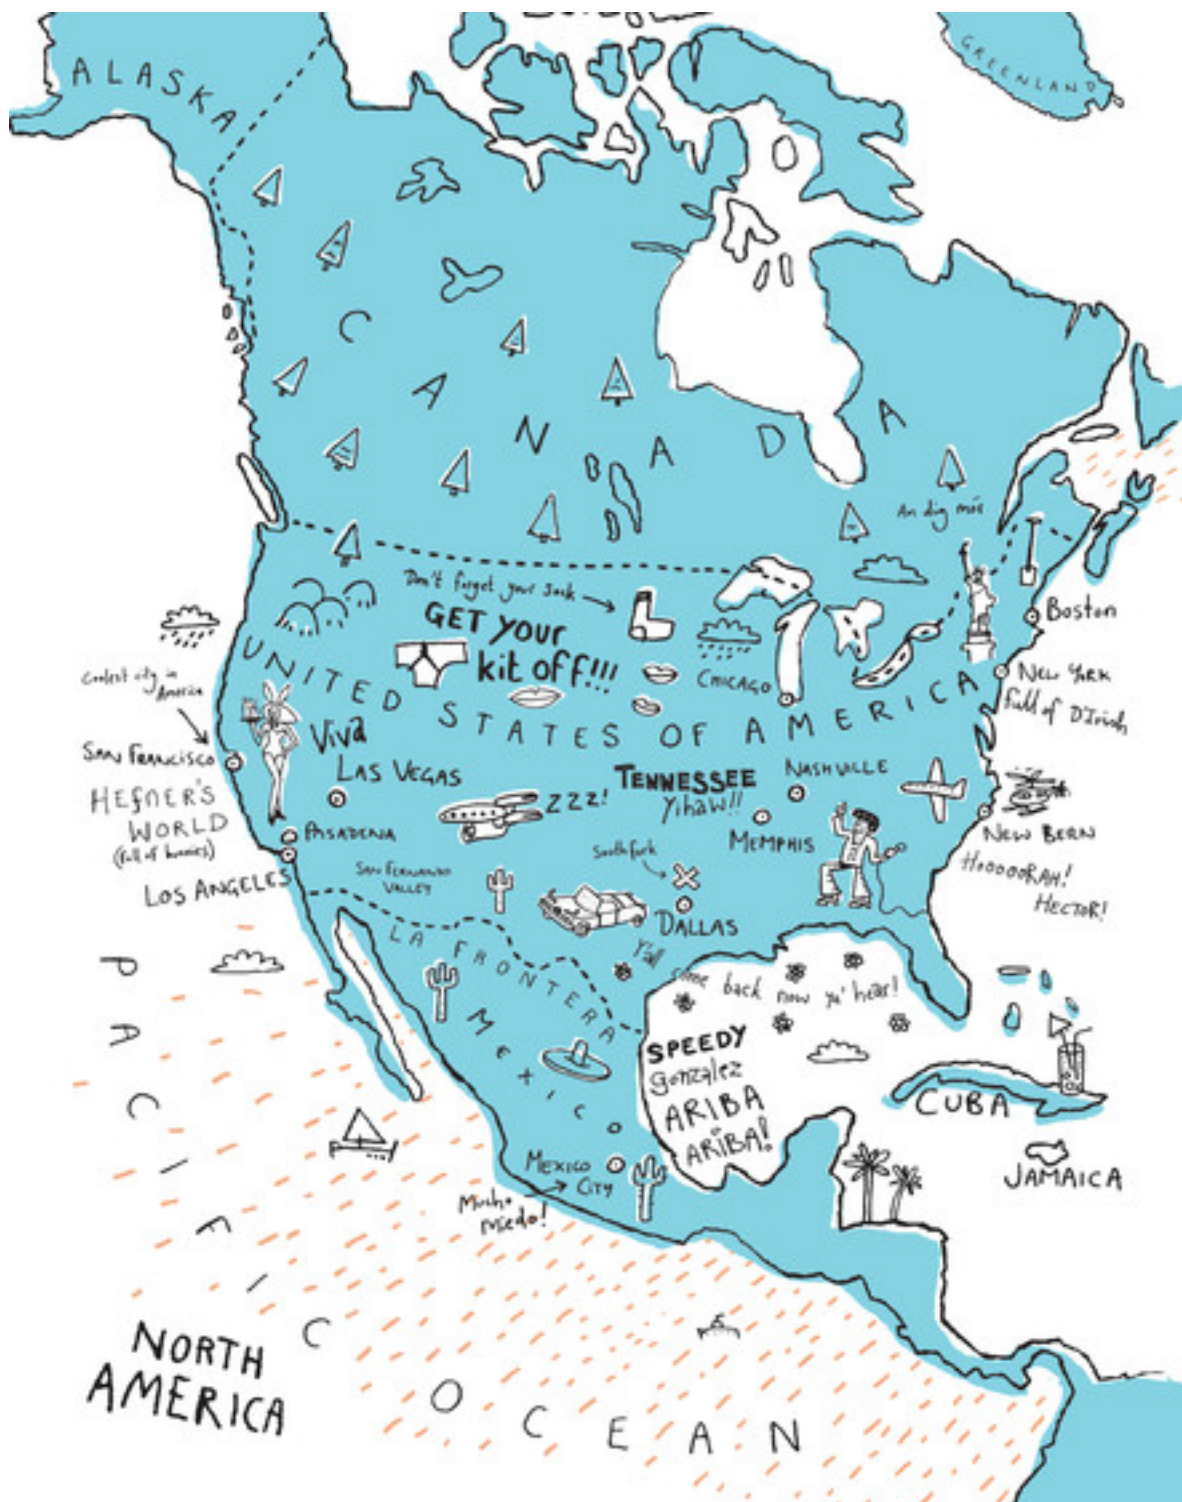 GREENLAND
ALASKA
CANADA
An dig mór
Don't forget your sock
GET YOUR
kit off!!!
Boston
UNITED STATES OF AMERICA
CHICAGO
NEW YORK
Full of D'Irish
Coolest city in
America
SAN FRANCISCO
Viva
LAS VEGAS
HEFNER'S
WORLD
(full of bunnies)
PASADENA
LOS ANGELES
SAN FERNANDO
VALLEY
ZZZ!
TENNESSEE
Yihaw!!
NASHVILLE
MEMPHIS
NEW BERN
HOOOOORAH!
HECTOR!
Southfork
DALLAS
Y'all come back now ya' hear!
LA FRONTERA
MEXICO
SPEEDY
gonzalez
ARIBA
ARIBA!
CUBA
JAMAICA
MEXICO
CITY
Mucho
miedo!
PACIFIC OCEAN
NORTH
AMERICA